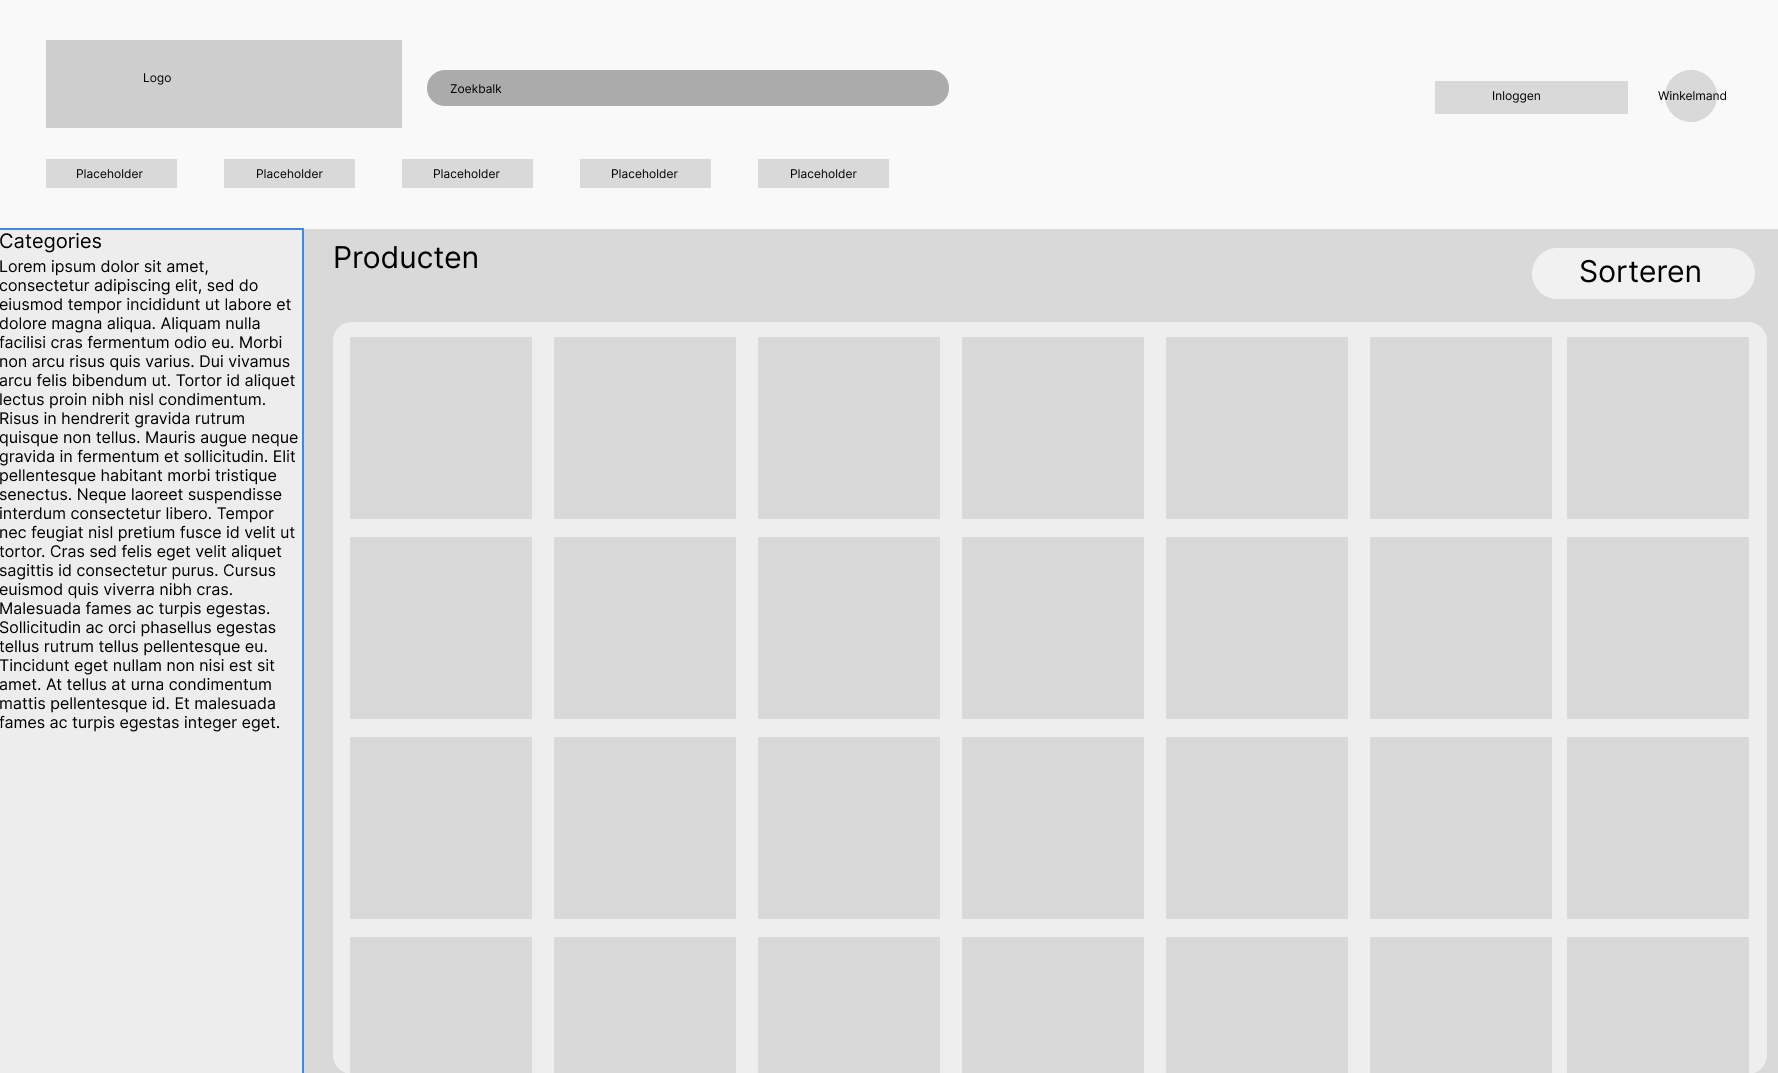 Logo
Zoekbalk
Inloggen
Winkelmand
Placeholder
Placeholder
Placeholder
Placeholder
Placeholder
Categories
Lorem ipsum dolor sit amet,
consectetur adipiscing elit, sed do
eiusmod tempor incididunt ut labore et
dolore magna aliqua. Aliquam nulla
facilisi cras fermentum odio eu. Morbi
non arcu risus quis varius. Dui vivamus
arcu felis bibendum ut. Tortor id aliquet
lectus proin nibh nisl condimentum.
Risus in hendrerit gravida rutrum
quisque non tellus. Mauris augue neque
gravida in fermentum et sollicitudin. Elit
pellentesque habitant morbi tristique
senectus. Neque laoreet suspendisse
interdum consectetur libero. Tempor
nec feugiat nisl pretium fusce id velit ut
tortor. Cras sed felis eget velit aliquet
sagittis id consectetur purus. Cursus
euismod quis viverra nibh cras.
Malesuada fames ac turpis egestas.
Sollicitudin ac orci phasellus egestas
tellus rutrum tellus pellentesque eu.
Tincidunt eget nullam non nisi est sit
amet. At tellus at urna condimentum
mattis pellentesque id. Et malesuada
fames ac turpis egestas integer eget.
Producten
Sorteren